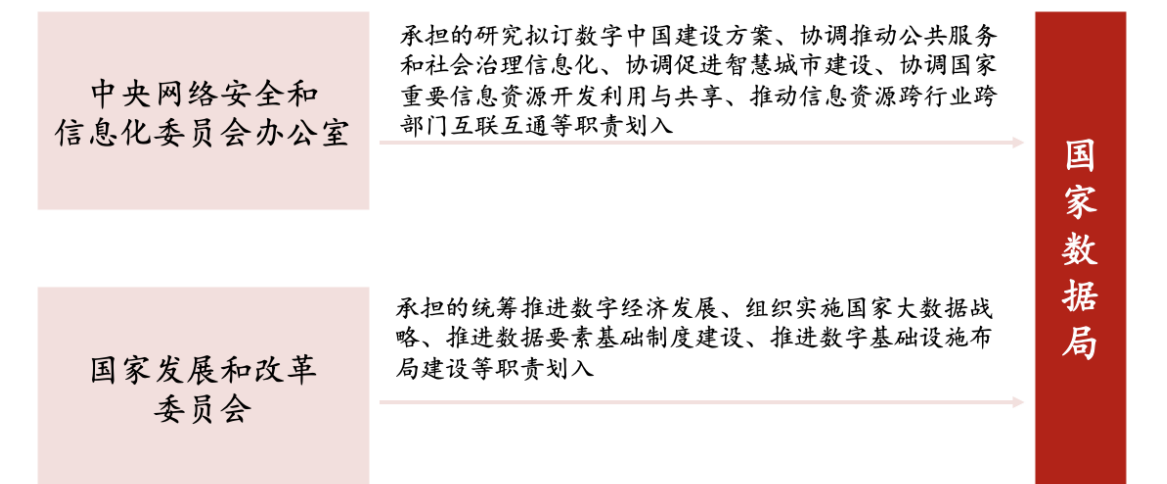 中央网络安全和
信息化委员会办公室
承担的研究拟订数字中国建设方案、协调推动公共服务
和社会治理信息化、协调促进智慧城市建设、协调国家
重要信息资源开发利用与共享、推动信息资源跨行业跨
部门互联互通等职责划入
国家发展和改革
委员会
承担的统筹推进数字经济发展、组织实施国家大数据战
略、推进数据要素基础制度建设、推进数字基础设施布
局建设等职责划入
国家数据局